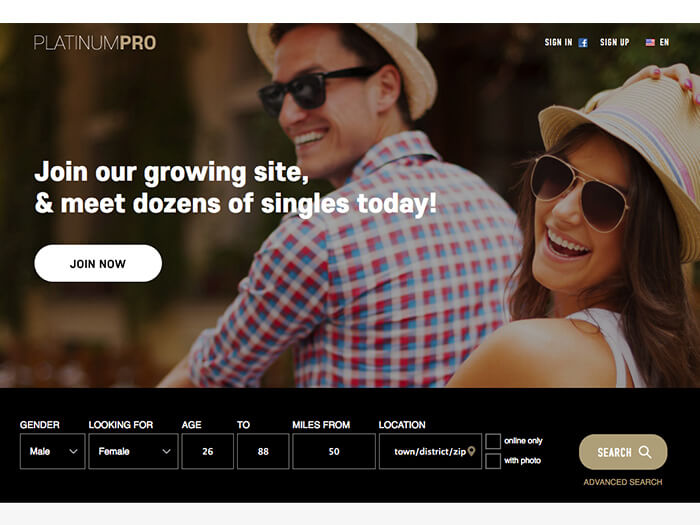 PLATINUMPRO
SIGN IN SIGN UP EN
Join our growing site,
& meet dozens of singles today!
JOIN NOW
GENDER LOOKING FOR AGE TO MILES FROM LOCATION
Male Female 26 88 50 town/district/zip
online only
with photo
SEARCH
ADVANCED SEARCH